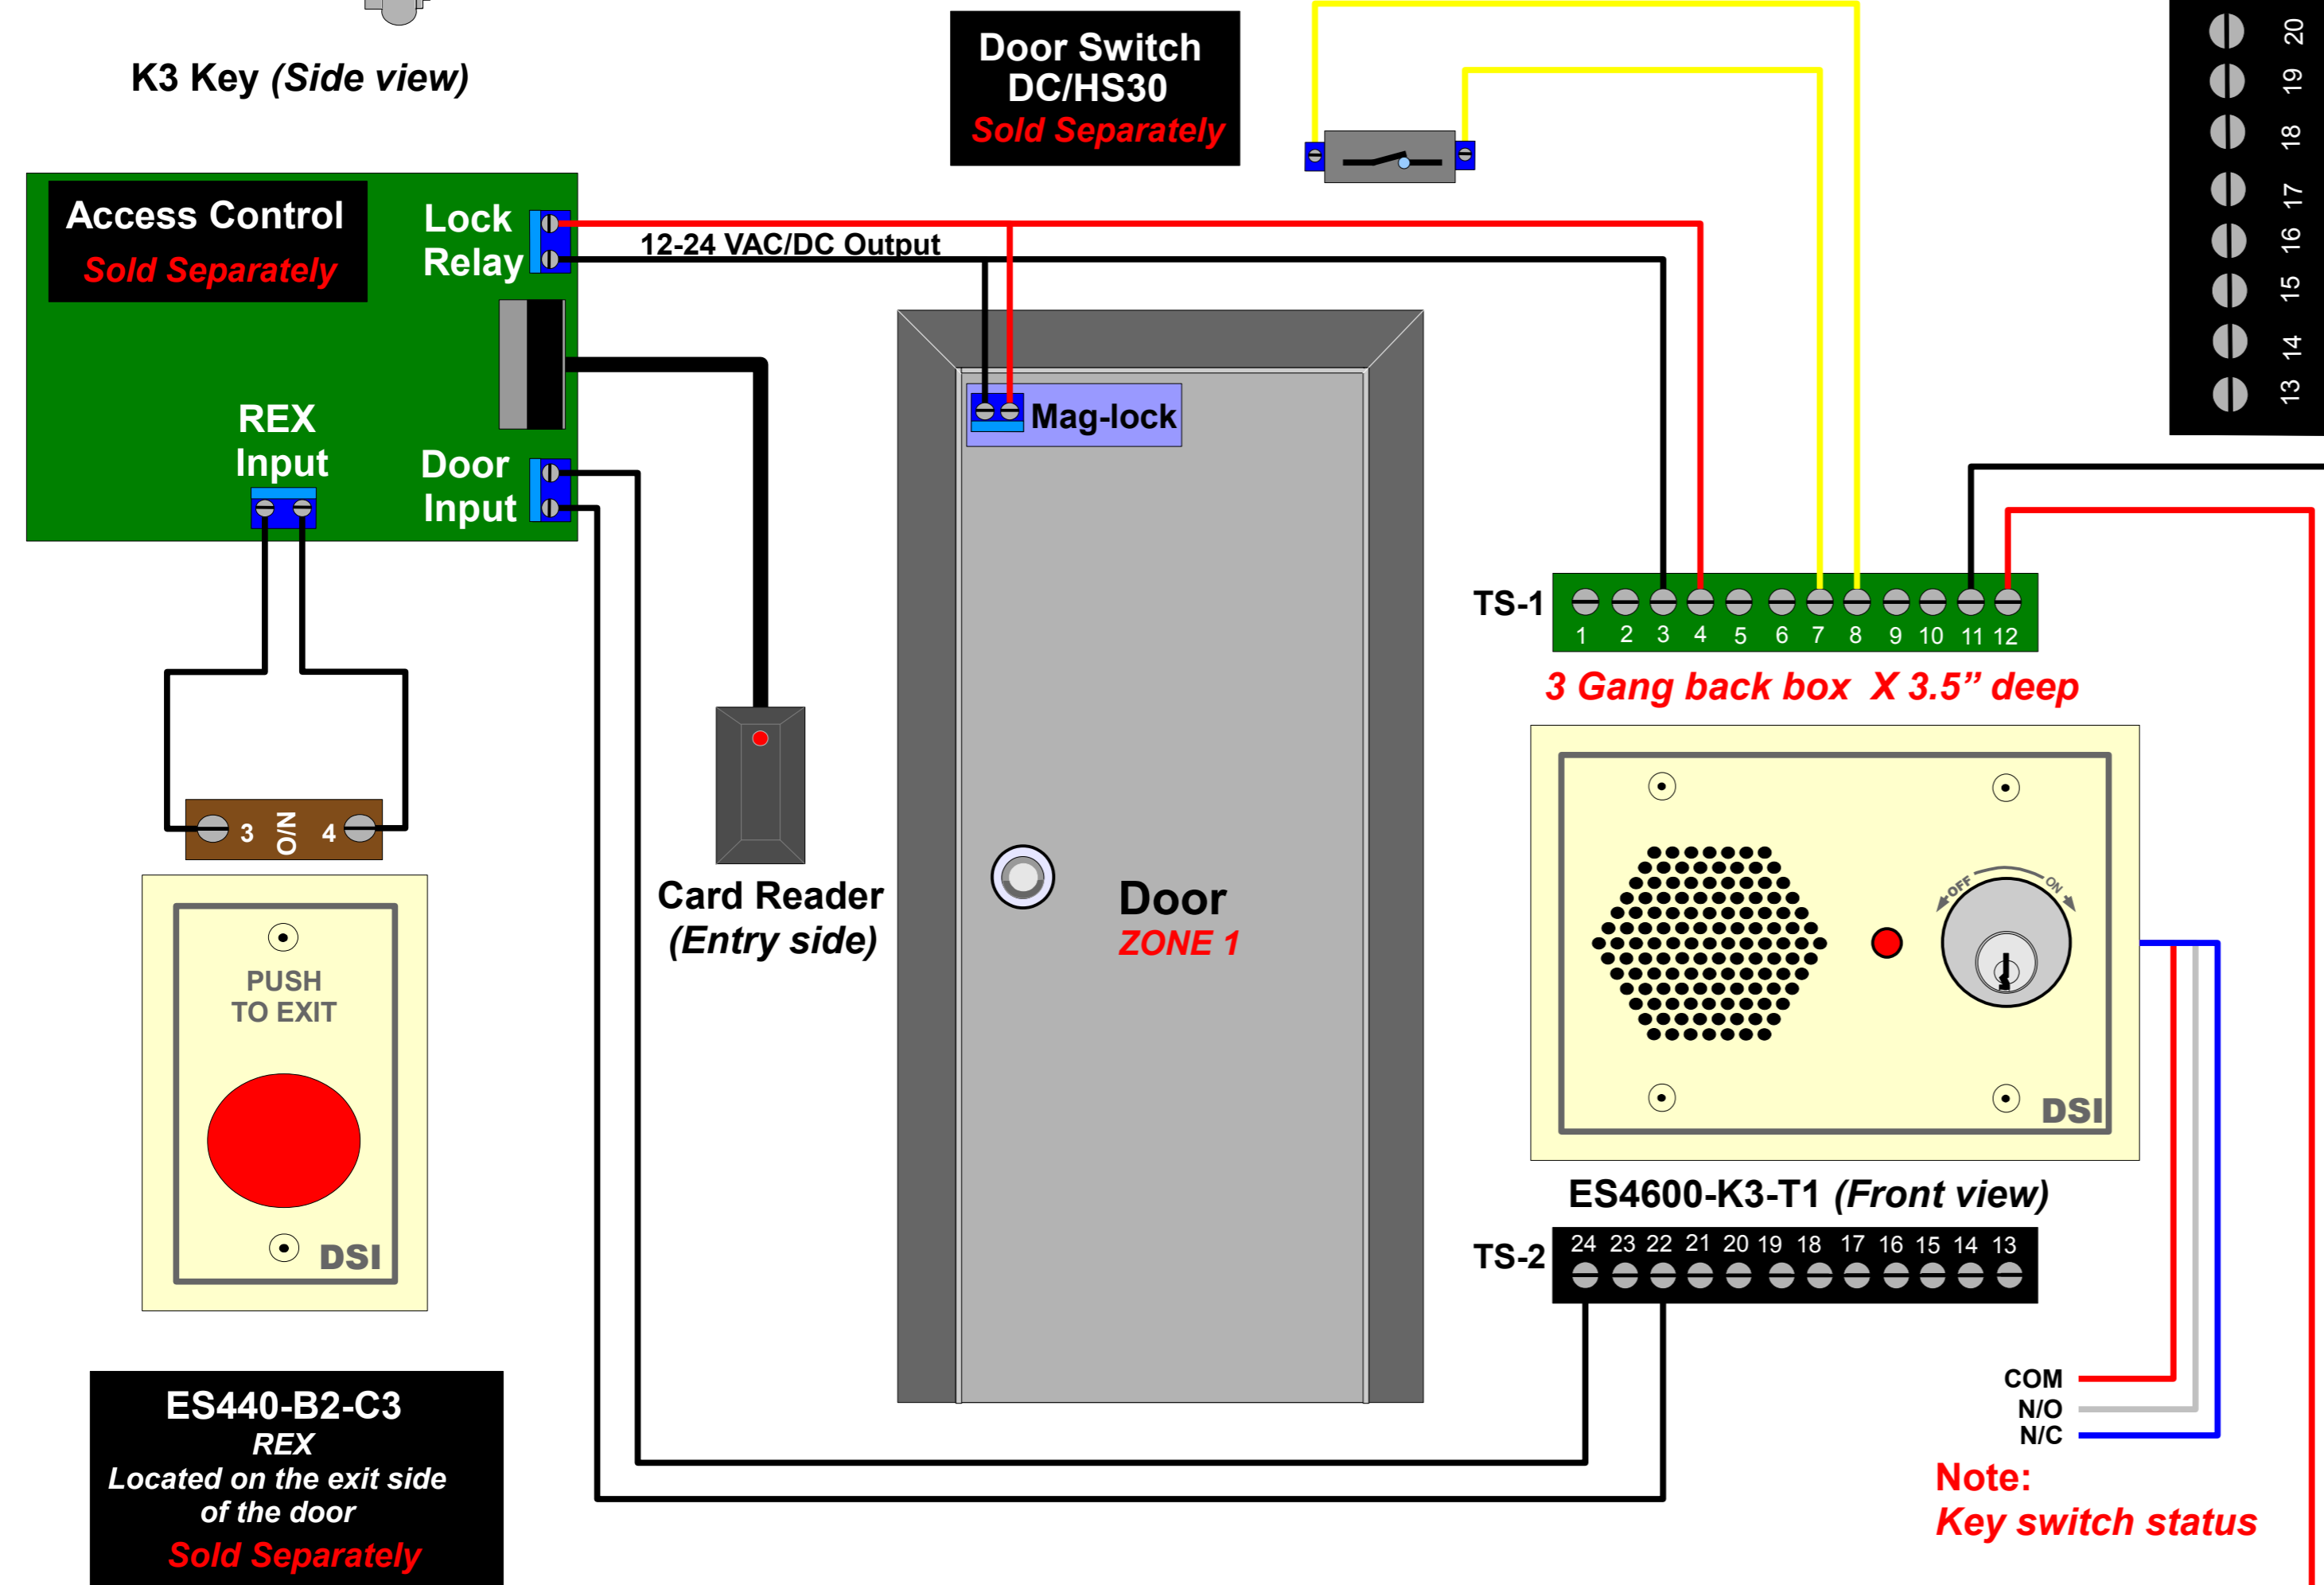 K3 Key (Side view)
Door Switch
DC/HS30
Sold Separately
20
19
18
17
16
15
14
13
Access Control
Sold Separately
Lock
Relay
12-24 VAC/DC Output
REX
Input
Door
Input
Mag-lock
TS-1
1 2 3 4 5 6 7 8 9 10 11 12
3 Gang back box X 3.5” deep
3 N/O 4
Card Reader
(Entry side)
Door
ZONE 1
OFF ON
PUSH
TO EXIT
DSI
DSI
ES4600-K3-T1 (Front view)
TS-2
24 23 22 21 20 19 18 17 16 15 14 13
ES440-B2-C3
REX
Located on the exit side
of the door
Sold Separately
COM
N/O
N/C
Note:
Key switch status